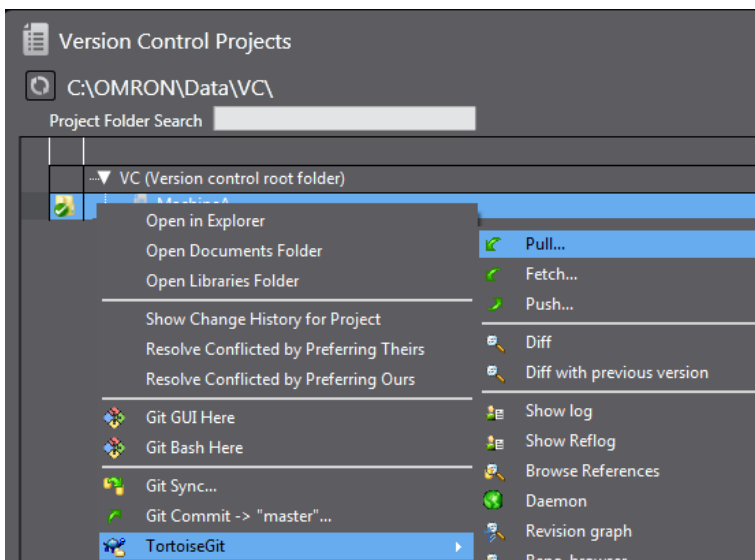 Version Control Projects
C:\OMRON\Data\VC\
Project Folder Search
VC (Version control root folder)
MachineA
Open in Explorer
Open Documents Folder
Open Libraries Folder
Show Change History for Project
Resolve Conflicted by Preferring Theirs
Resolve Conflicted by Preferring Ours
Git GUI Here
Git Bash Here
Git Sync...
Git Commit -> "master"...
TortoiseGit
Pull...
Fetch...
Push...
Diff
Diff with previous version
Show log
Show Reflog
Browse References
Daemon
Revision graph